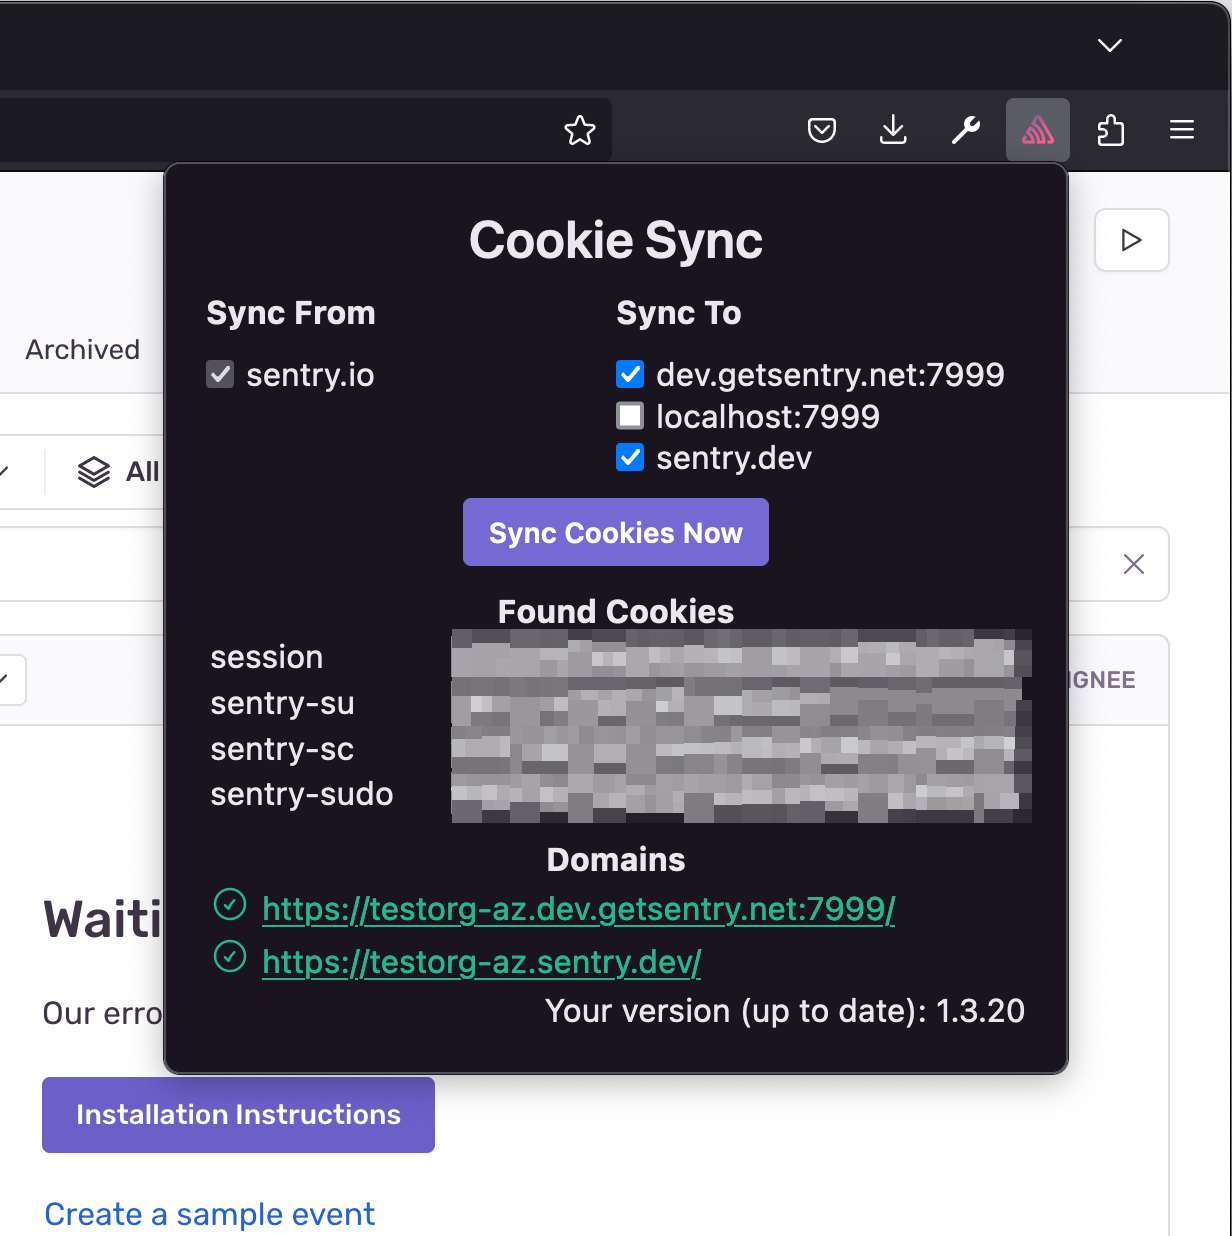 Cookie Sync
Sync From
sentry.io
Sync To
dev.getsentry.net:7999
localhost:7999
sentry.dev
Sync Cookies Now
Found Cookies
session
sentry-su
sentry-sc
sentry-sudo
Domains
https://testorg-az.dev.getsentry.net:7999/
https://testorg-az.sentry.dev/
Your version (up to date): 1.3.20
Archived
All
IGNEE
Waiti
Our erro
Installation Instructions
Create a sample event